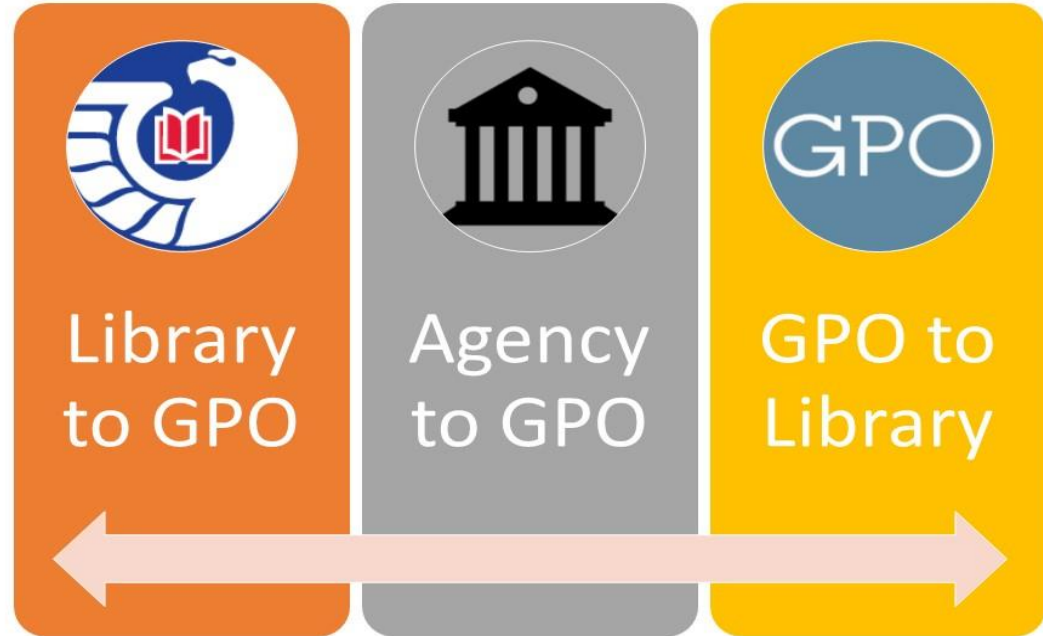 GPO
Library
to GPO
Agency
to GPO
GPO to
Library